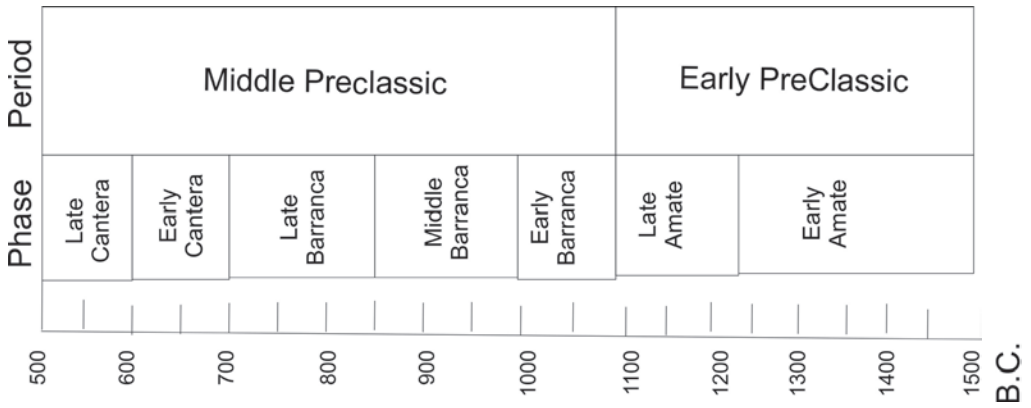 Period
Middle Preclassic
Early PreClassic
Phase
Late
Cantera
Early
Cantera
Late
Barranca
Middle
Barranca
Early
Barranca
Late
Amate
Early
Amate
500
600
700
800
900
1000
1100
1200
1300
1400
1500
B.C.